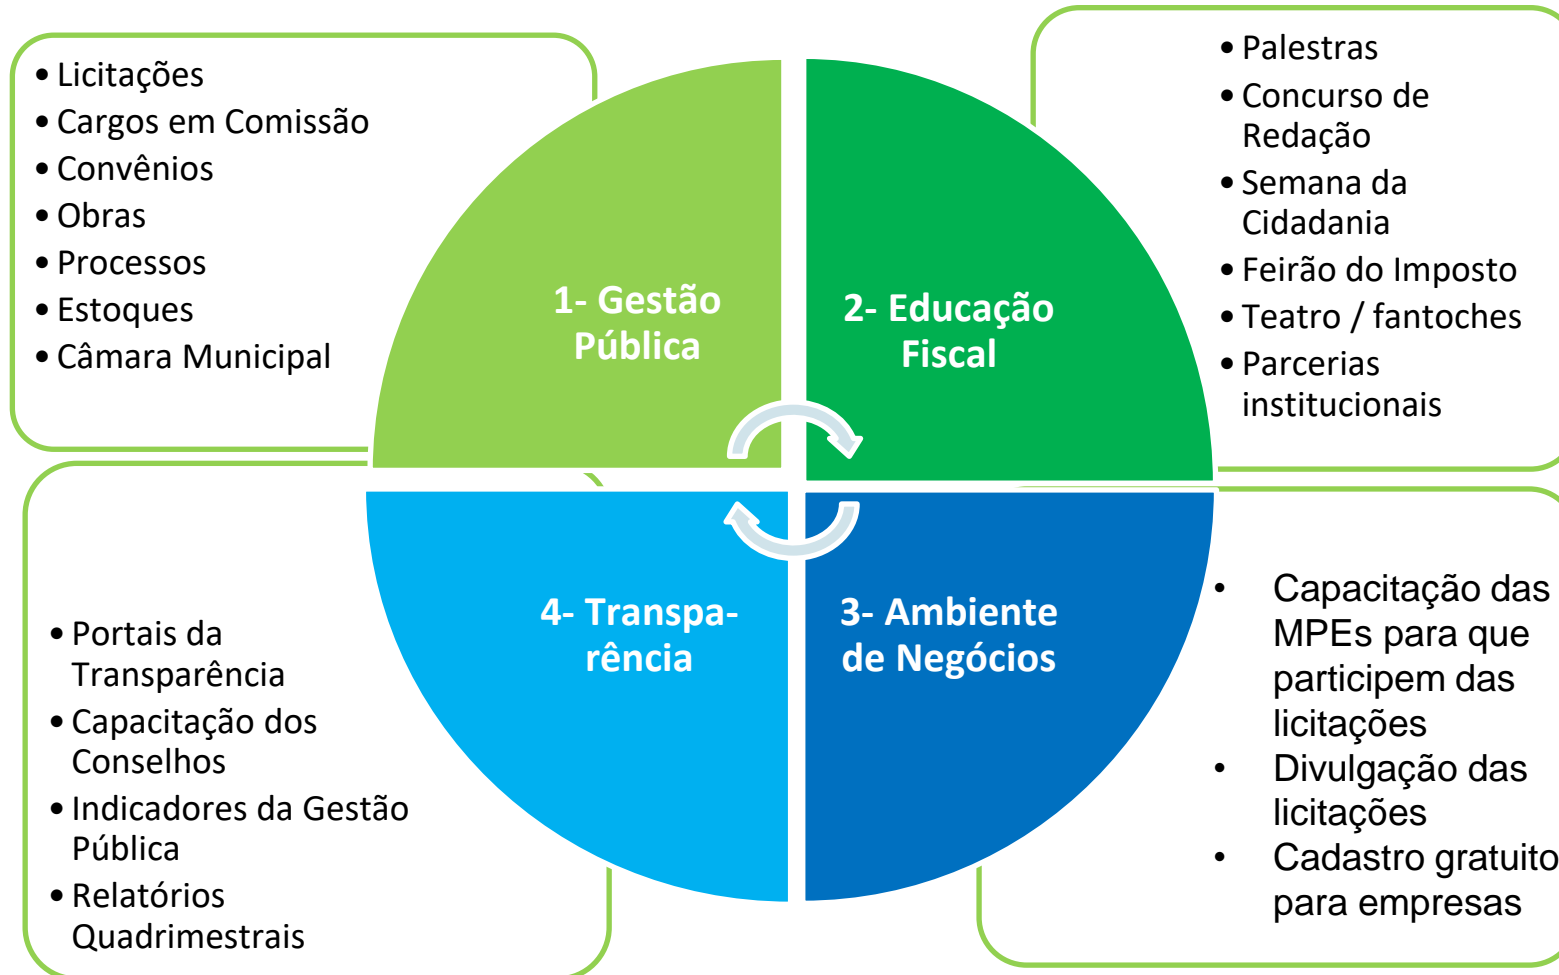 • Licitações
• Cargos em Comissão
• Convênios
• Obras
• Processos
• Estoques
• Câmara Municipal
1- Gestão
Pública
2- Educação
Fiscal
• Palestras
• Concurso de
Redação
• Semana da
Cidadania
• Feirão do Imposto
• Teatro / fantoches
• Parcerias
institucionais
• Portais da
Transparência
• Capacitação dos
Conselhos
• Indicadores da Gestão
Pública
• Relatórios
Quadrimestrais
4- Transpa-
rência
3- Ambiente
de Negócios
• Capacitação das
MPEs para que
participem das
licitações
• Divulgação das
licitações
• Cadastro gratuito
para empresas